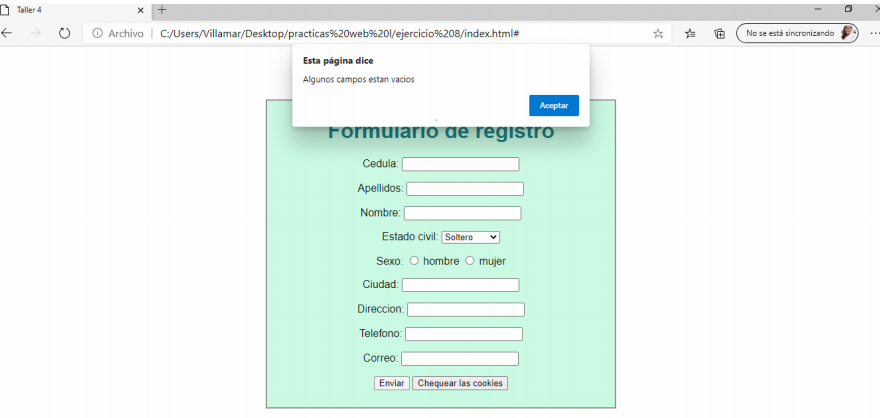 Taller 4
Archivo | C:/Users/Villamar/Desktop/practicas%20web%20I/ejercicio%208/index.html#
No se está sincronizando
Esta página dice
Algunos campos estan vacios
Aceptar
Formulario de registro
Cedula:
Apellidos:
Nombre:
Estado civil: Soltero
Sexo: hombre mujer
Ciudad:
Direccion:
Telefono:
Correo:
Enviar Chequear las cookies